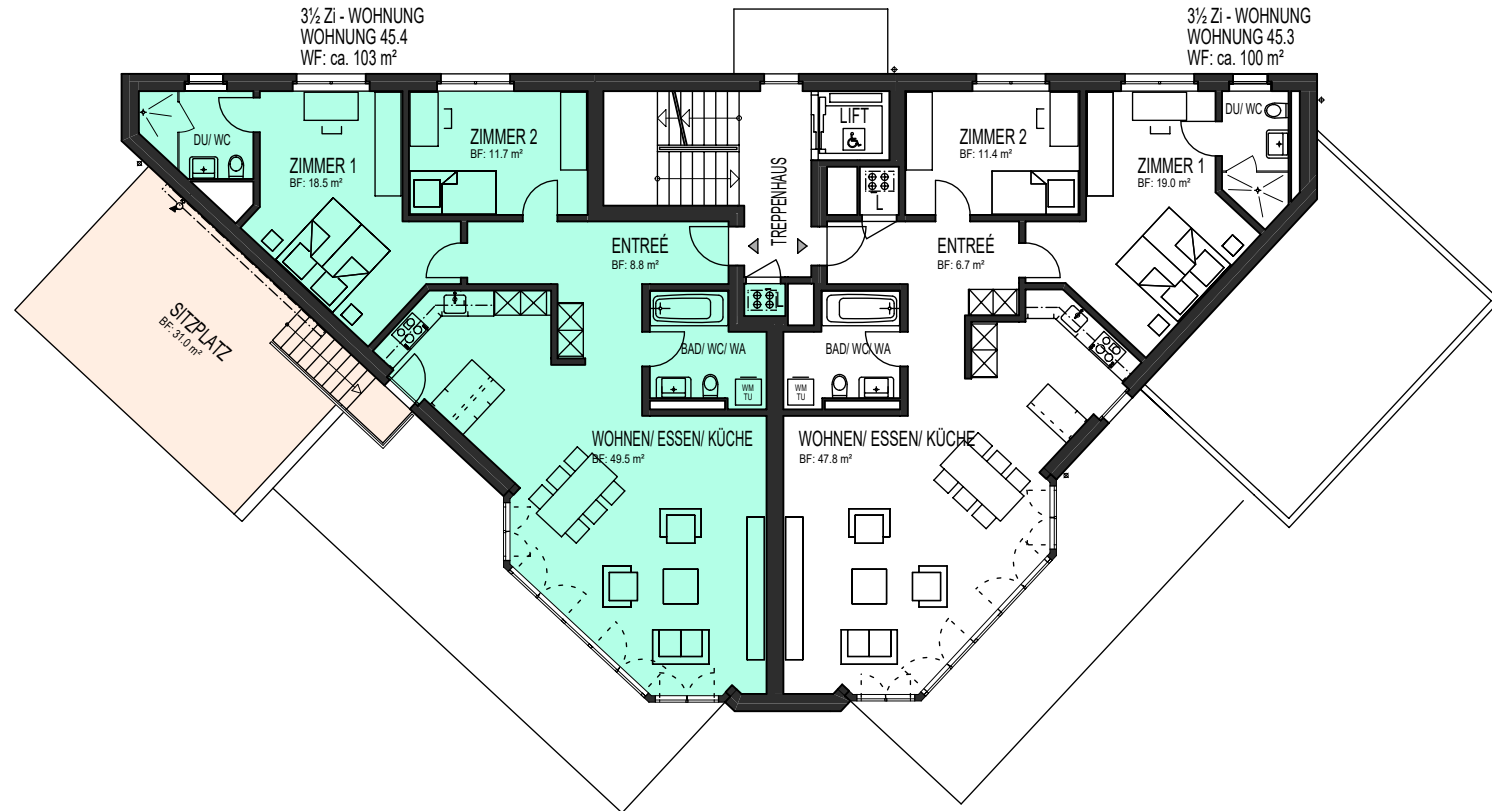 3½ Zi - WOHNUNG
WOHNUNG 45.4
WF: ca. 103 m²
3½ Zi - WOHNUNG
WOHNUNG 45.3
WF: ca. 100 m²
DU/ WC
ZIMMER 1
BF: 18.5 m²
ZIMMER 2
BF: 11.7 m²
LIFT
TREPPENHAUS
ZIMMER 2
BF: 11.4 m²
ZIMMER 1
BF: 19.0 m²
DU/ WC
L
ENTREÉ
BF: 8.8 m²
ENTREÉ
BF: 6.7 m²
L
SITZPLATZ
BF: 31.0 m²
BAD/ WC/ WA
WM
TU
BAD/ WC/ WA
WM
TU
WOHNEN/ ESSEN/ KÜCHE
BF: 49.5 m²
WOHNEN/ ESSEN/ KÜCHE
BF: 47.8 m²